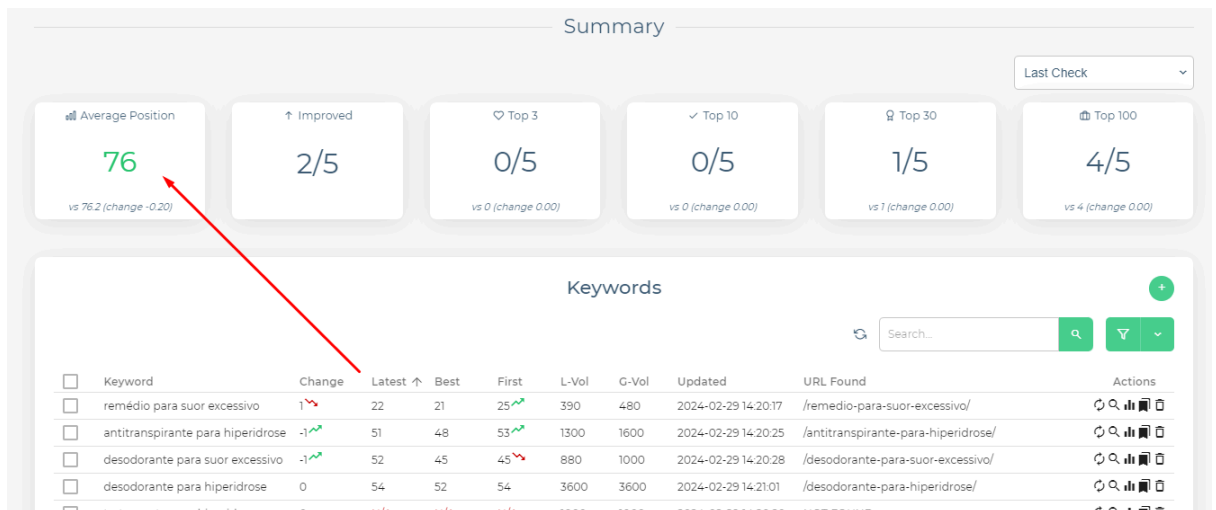 Summary
Last Check
Average Position
Improved
Top 3
Top 10
Top 30
Top 100
76
2/5
0/5
0/5
1/5
4/5
vs 76.2 (change -0.20)
vs 0 (change 0.00)
vs 0 (change 0.00)
vs 1 (change 0.00)
vs 4 (change 0.00)
Keywords
Search...
Keyword Change Latest Best First L-Vol G-Vol Updated URL Found Actions
remédio para suor excessivo 1 22 21 25 390 480 2024-02-29 14:20:17 /remedio-para-suor-excessivo/
antitranspirante para hiperidrose -1 51 48 53 1300 1600 2024-02-29 14:20:25 /antitranspirante-para-hiperidrose/
desodorante para suor excessivo -1 52 45 45 880 1000 2024-02-29 14:20:28 /desodorante-para-suor-excessivo/
desodorante para hiperidrose 0 54 52 54 3600 3600 2024-02-29 14:21:01 /desodorante-para-hiperidrose/